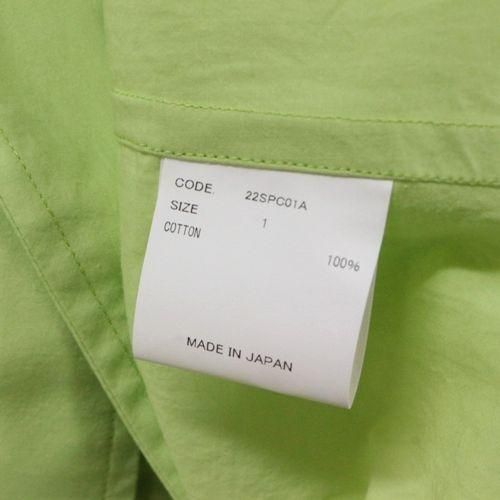 CODE. 22SPC01A
SIZE 1
COTTON
100%
MADE IN JAPAN